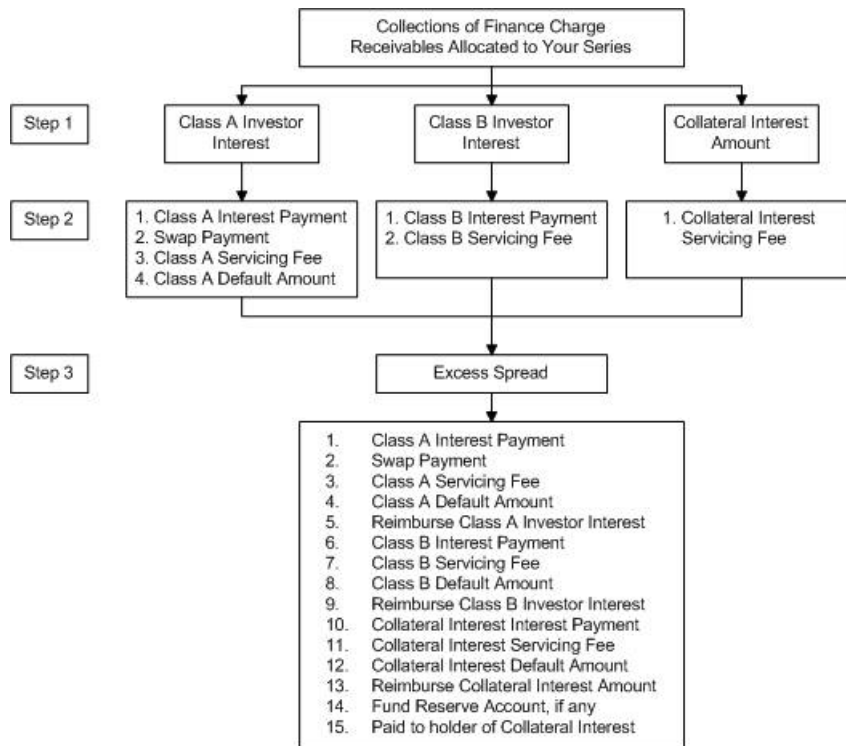 Collections of Finance Charge
Receivables Allocated to Your Series
Step 1
Class A Investor
Interest
Class B Investor
Interest
Collateral Interest
Amount
Step 2
1. Class A Interest Payment
2. Swap Payment
3. Class A Servicing Fee
4. Class A Default Amount
1. Class B Interest Payment
2. Class B Servicing Fee
1. Collateral Interest
Servicing Fee
Step 3
Excess Spread
1. Class A Interest Payment
2. Swap Payment
3. Class A Servicing Fee
4. Class A Default Amount
5. Reimburse Class A Investor Interest
6. Class B Interest Payment
7. Class B Servicing Fee
8. Class B Default Amount
9. Reimburse Class B Investor Interest
10. Collateral Interest Interest Payment
11. Collateral Interest Servicing Fee
12. Collateral Interest Default Amount
13. Reimburse Collateral Interest Amount
14. Fund Reserve Account, if any
15. Paid to holder of Collateral Interest